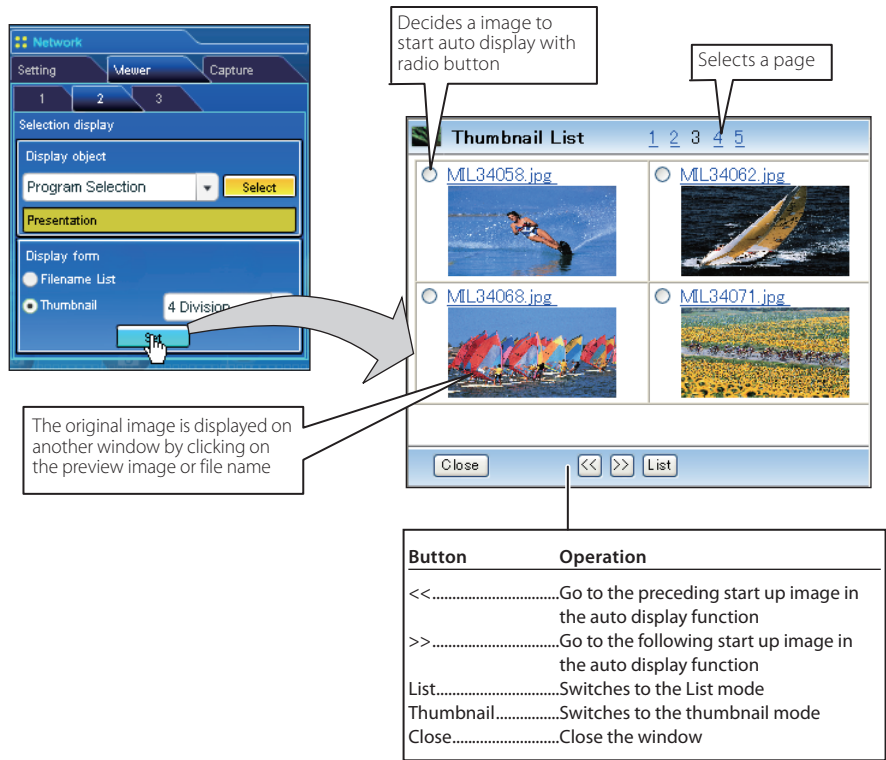 Network
Setting
Viewer
Capture
1
2
3
Selection display
Display object
Program Selection
Select
Presentation
Display form
Filename List
Thumbnail
4 Division
Set
Decides a image to
start auto display with
radio button
Selects a page
Thumbnail List
1 2 3 4 5
MIL34058.jpg
MIL34062.jpg
MIL34068.jpg
MIL34071.jpg
Close
<<
>>
List
The original image is displayed on
another window by clicking on
the preview image or file name
Button Operation
<<................................Go to the preceding start up image in
the auto display function
>>................................Go to the following start up image in
the auto display function
List...............................Switches to the List mode
Thumbnail................Switches to the thumbnail mode
Close...........................Close the window